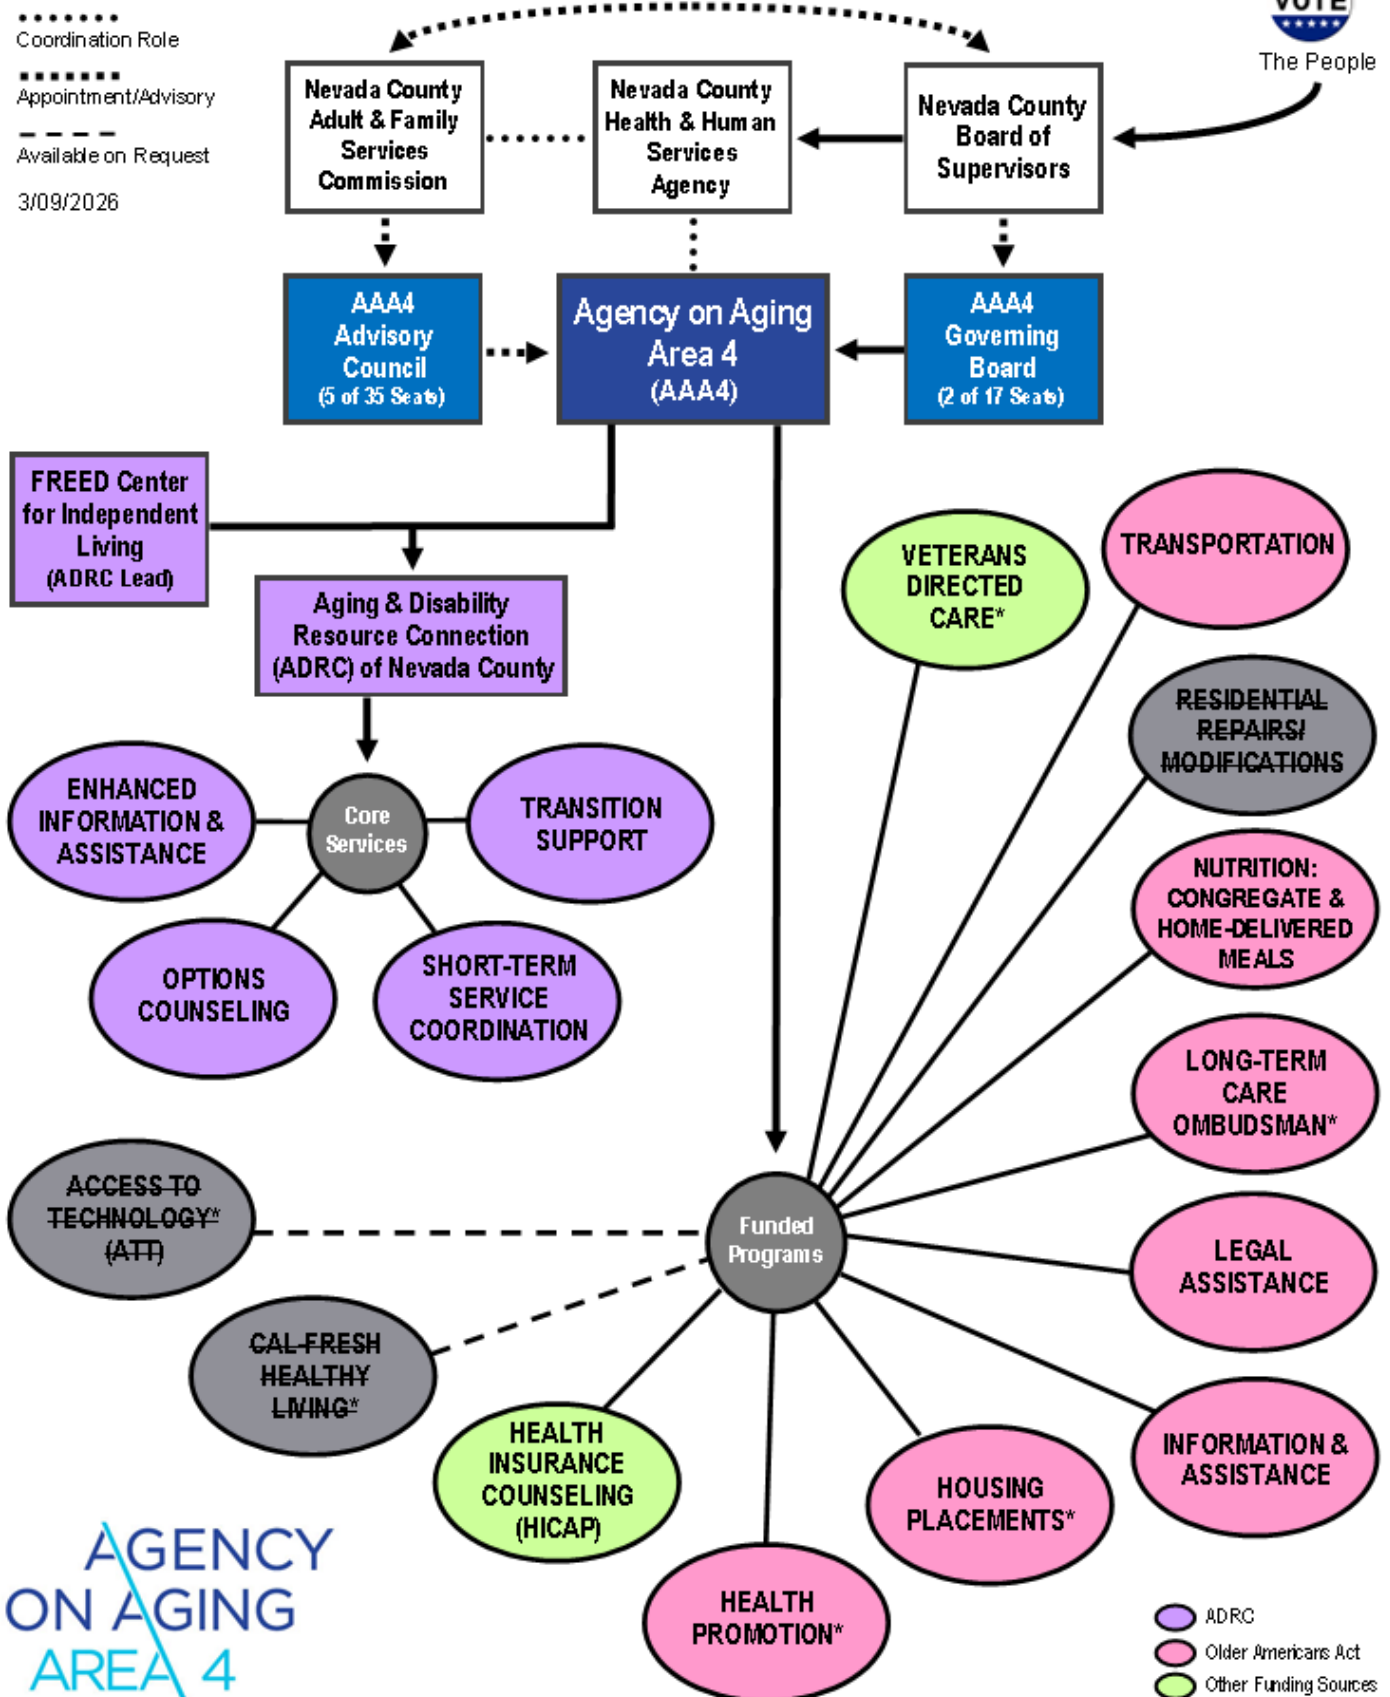 VOTE
The People
Coordination Role
Appointment/Advisory
Available on Request
3/09/2026
Nevada County
Adult & Family
Services
Commission
Nevada County
Health & Human
Services
Agency
Nevada County
Board of
Supervisors
AAA4
Advisory
Council
(5 of 35 Seats)
Agency on Aging
Area 4
(AAA4)
AAA4
Governing
Board
(2 of 17 Seats)
FREED Center
for Independent
Living
(ADRC Lead)
Aging & Disability
Resource Connection
(ADRC) of Nevada County
Core
Services
ENHANCED
INFORMATION &
ASSISTANCE
TRANSITION
SUPPORT
OPTIONS
COUNSELING
SHORT-TERM
SERVICE
COORDINATION
VETERANS
DIRECTED
CARE*
TRANSPORTATION
RESIDENTIAL
REPAIRS/
MODIFICATIONS
NUTRITION:
CONGREGATE &
HOME-DELIVERED
MEALS
LONG-TERM
CARE
OMBUDSMAN*
LEGAL
ASSISTANCE
INFORMATION &
ASSISTANCE
Funded
Programs
ACCESS TO
TECHNOLOGY*
(ATT)
CAL-FRESH
HEALTHY
LIVING*
HEALTH
INSURANCE
COUNSELING
(HICAP)
HOUSING
PLACEMENTS*
HEALTH
PROMOTION*
AGENCY
ON AGING
AREA 4
ADRC
Older Americans Act
Other Funding Sources